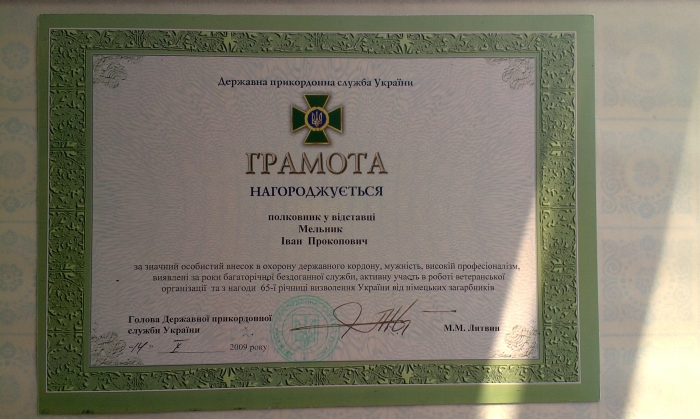 Державна прикордонна служба України
ГРАМОТА
НАГОРОДЖУЄТЬСЯ
полковник у відставці
Мельник
Іван Прокопович
за значний особистий внесок в охорону державного кордону, мужність, високій професіоналізм,
виявлені за роки багаторічної бездоганної служби, активну участь в роботі ветеранської
організації та з нагоди 65-ї річниці визволення України від німецьких загарбників
Голова Державної прикордонної
служби України
М.М. Литвин
"14" X 2009 року